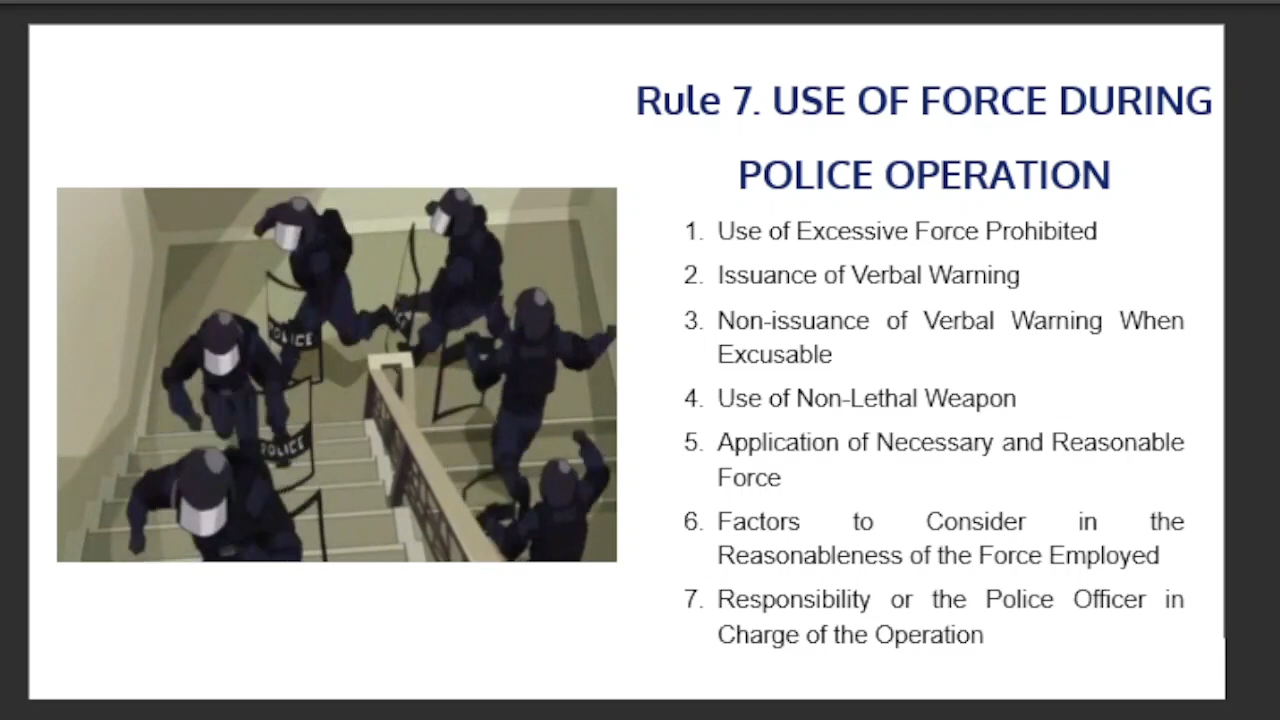 Rule 7. USE OF FORCE DURING
POLICE OPERATION
1. Use of Excessive Force Prohibited
2. Issuance of Verbal Warning
3. Non-issuance of Verbal Warning When
Excusable
4. Use of Non-Lethal Weapon
5. Application of Necessary and Reasonable
Force
6. Factors to Consider in the
Reasonableness of the Force Employed
7. Responsibility or the Police Officer in
Charge of the Operation
POLICE
POLICE